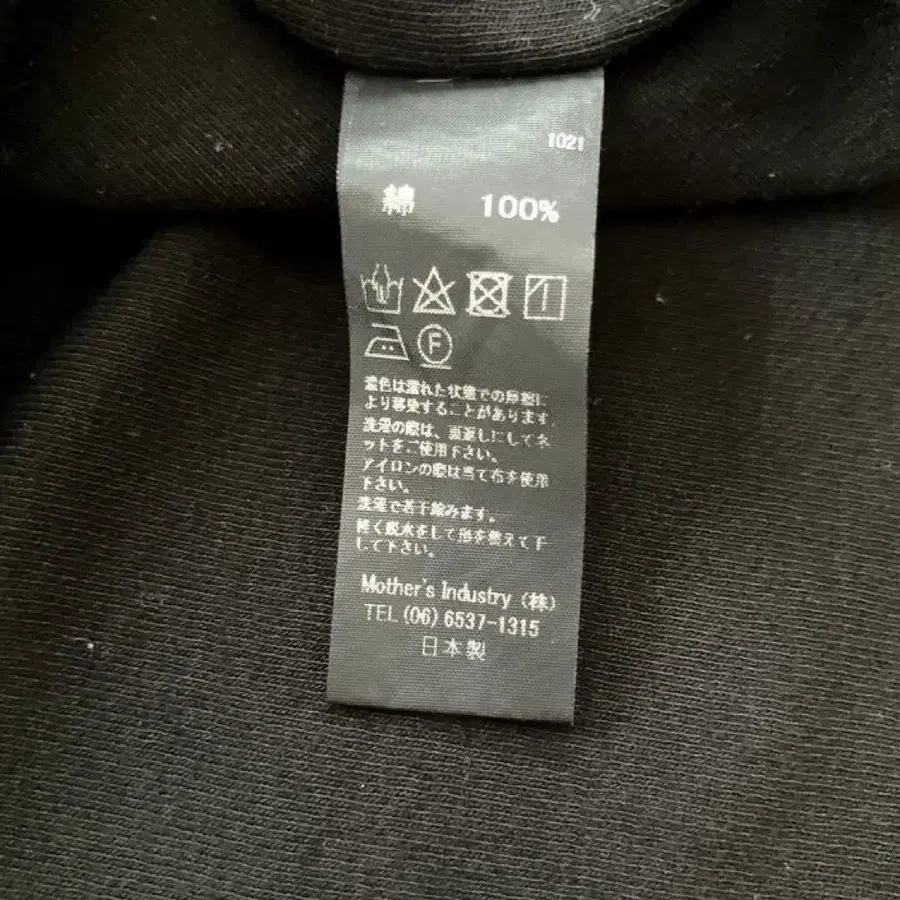 1021
綿 100%
F
濃色は濡れた状態での摩擦に
より移染することがあります。
洗濯の際は、裏返しにしてネ
ットをご使用下さい。
アイロンの際は当て布を使用
下さい。
洗濯で若干縮みます。
軽く脱水をして形を整えて干
して下さい。
Mother's Industry (株)
TEL (06) 6537-1315
日本製